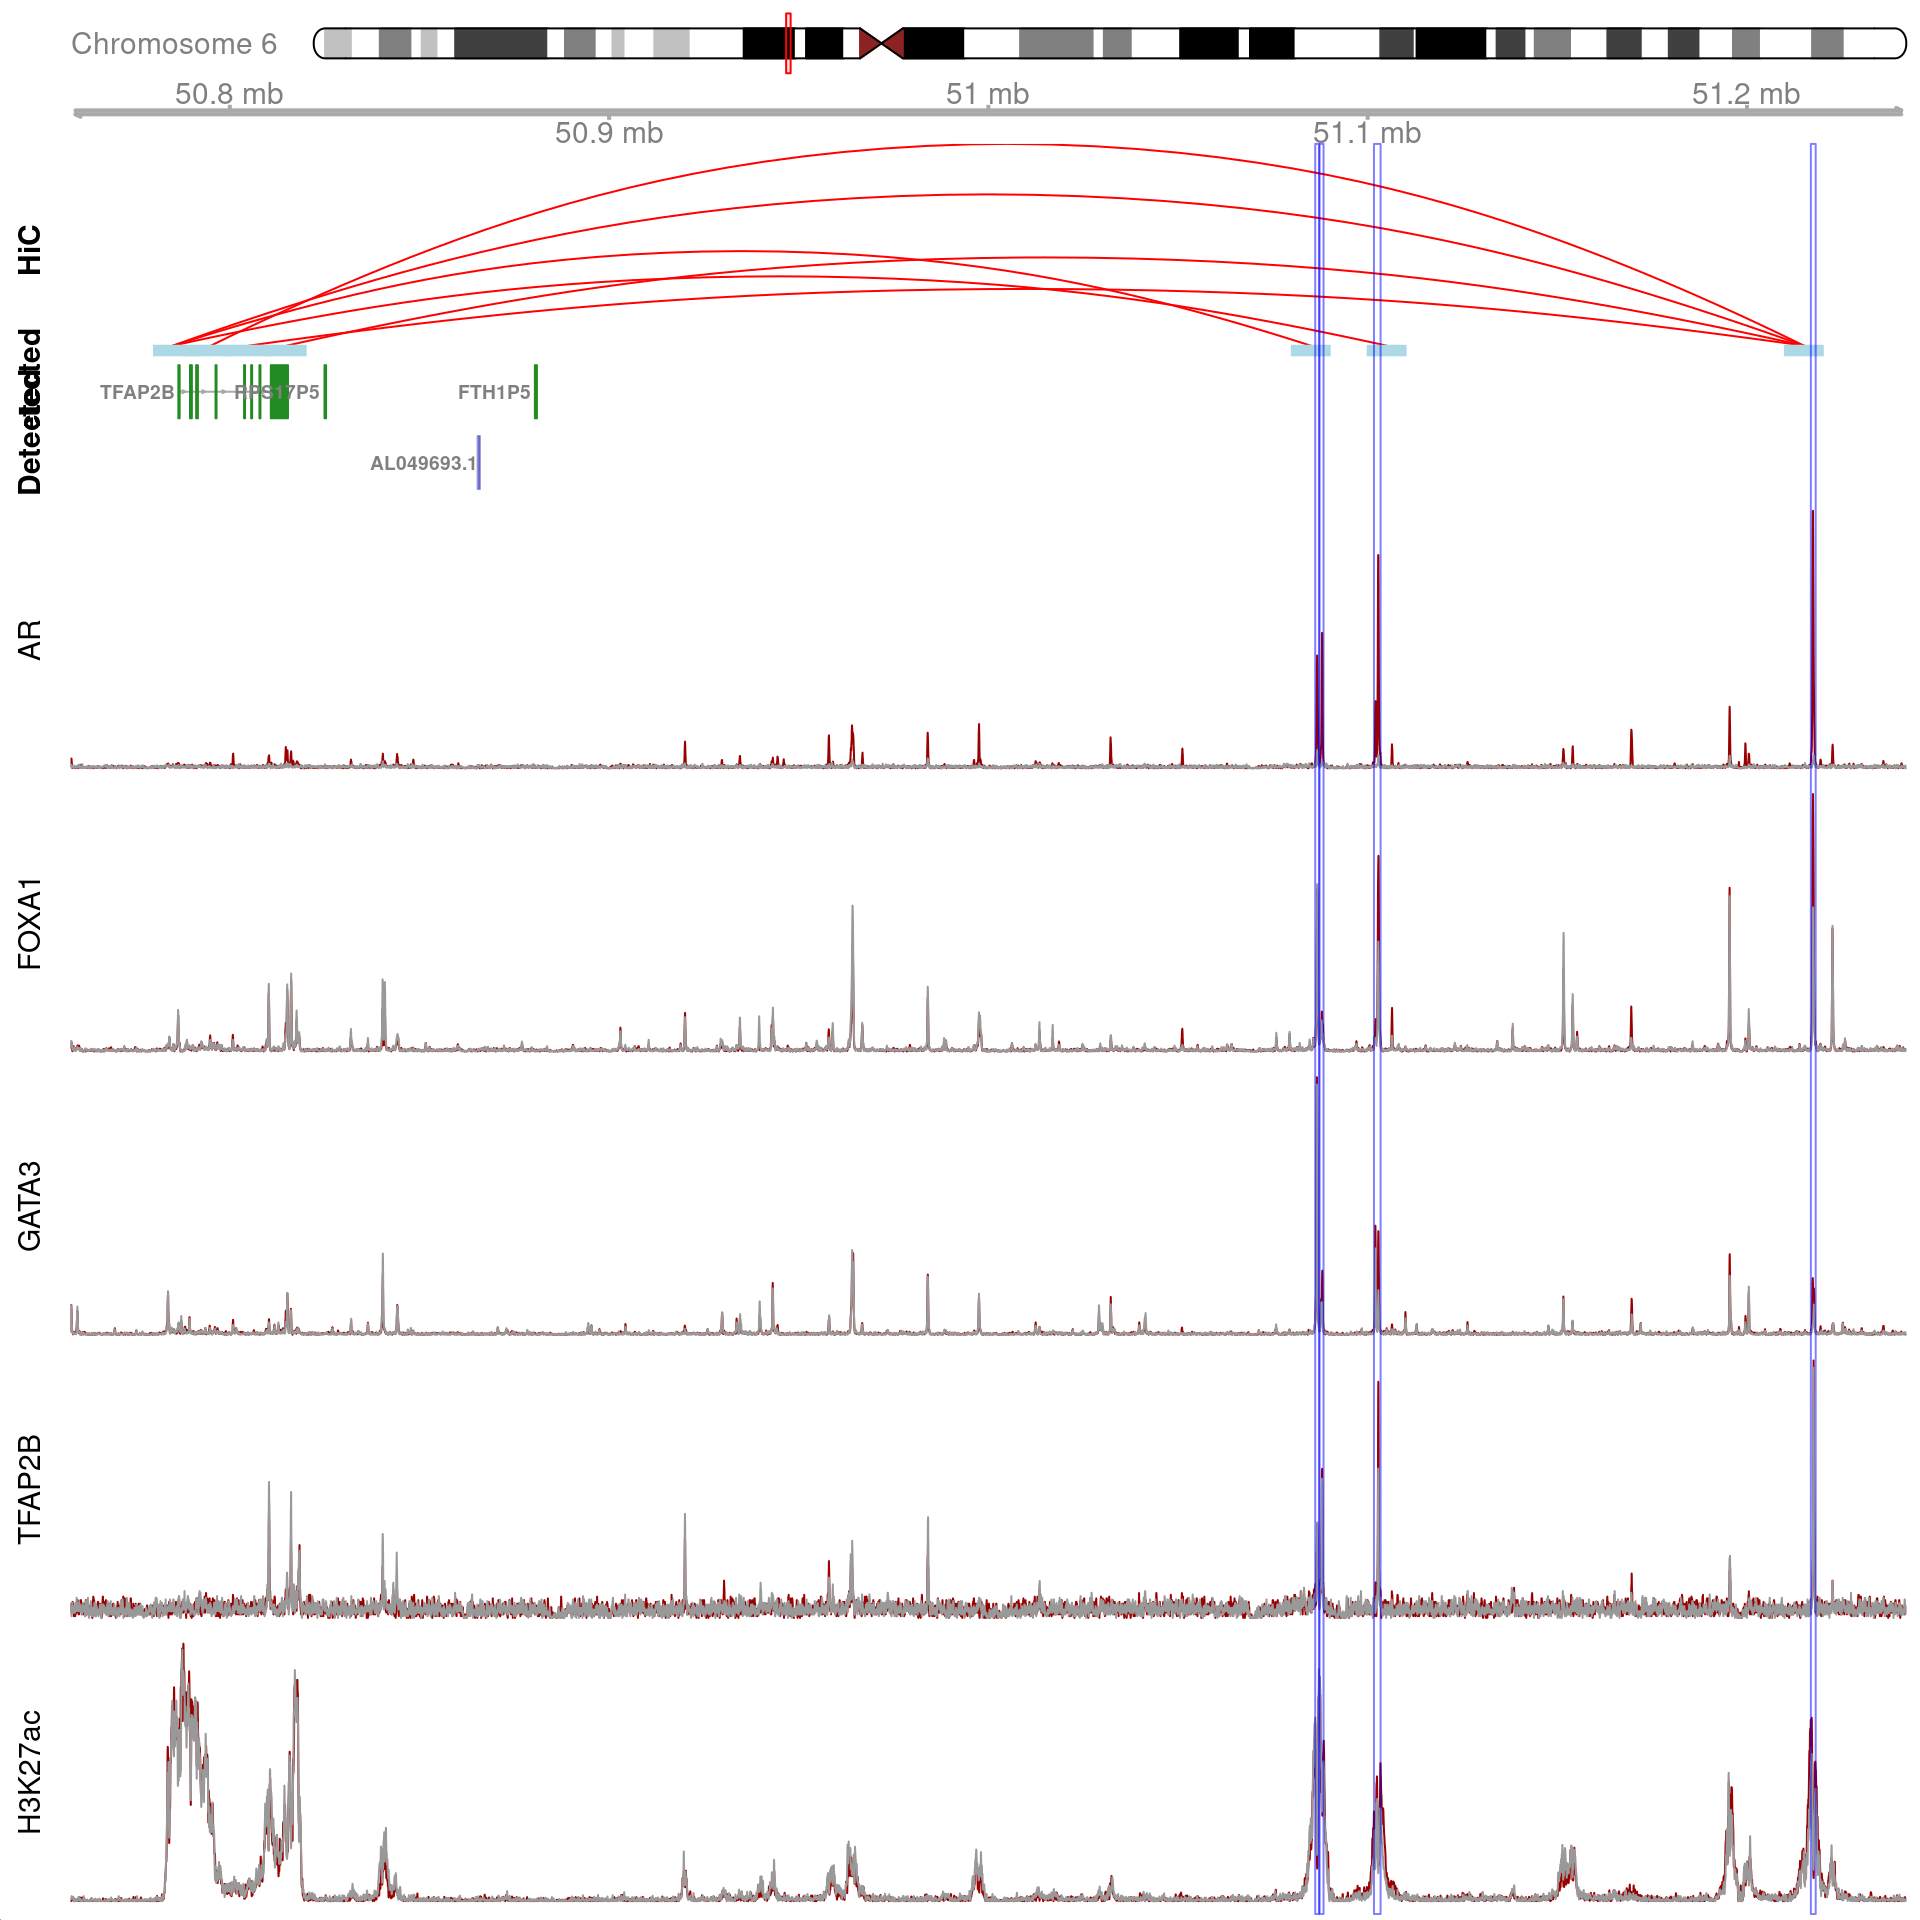 Chromosome 6
50.8 mb
51 mb
51.2 mb
50.9 mb
51.1 mb
HiC
TFAP2B
RPS17P5
FTH1P5
AL049693.1
AR
FOXA1
GATA3
TFAP2B
H3K27ac